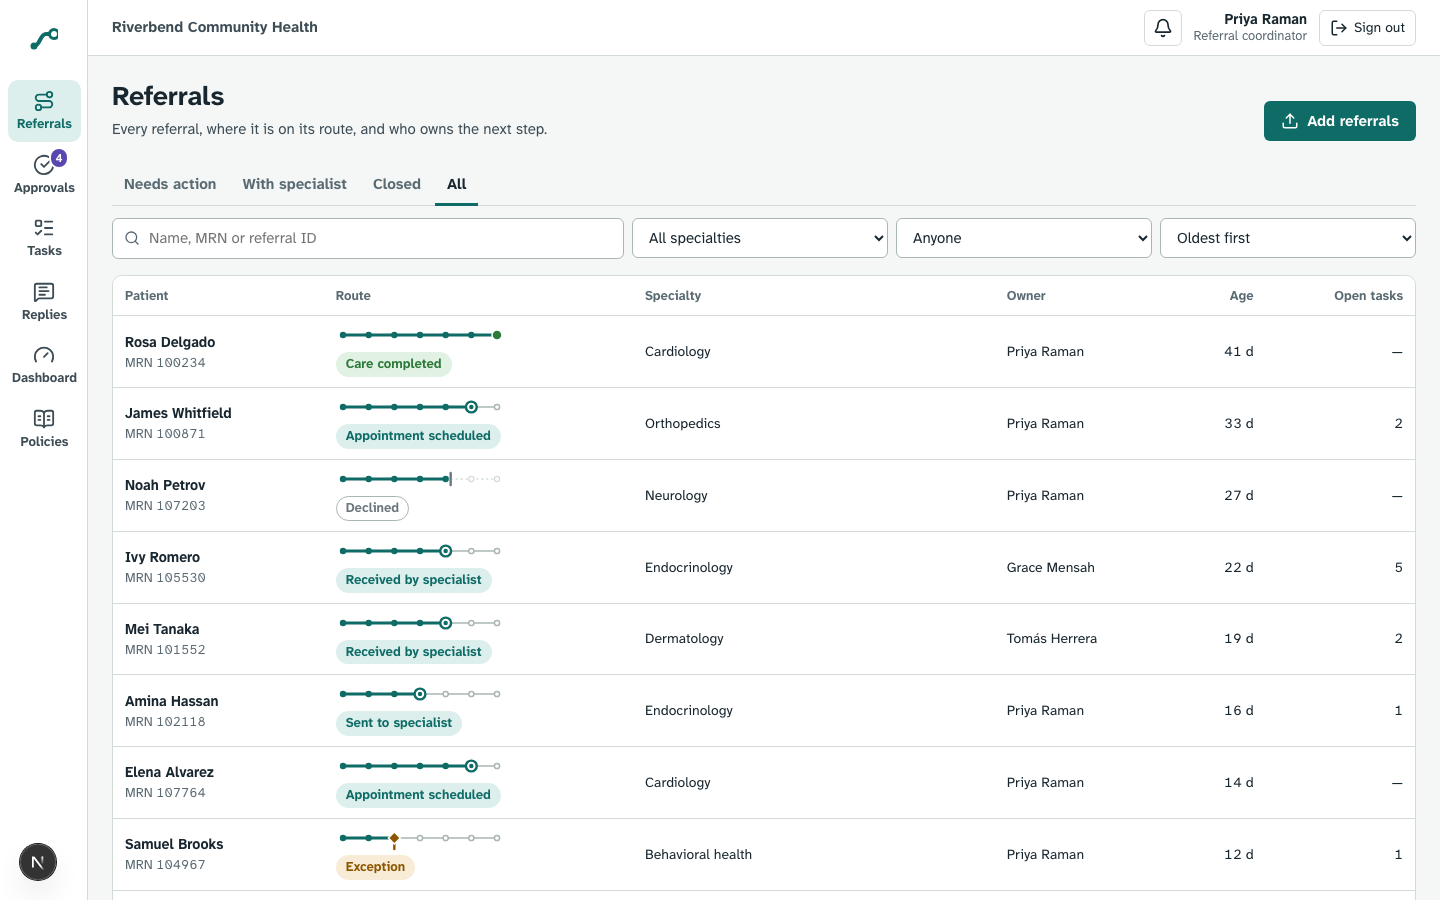 Riverbend Community Health
Priya Raman
Referral coordinator
Sign out
Referrals
4
Approvals
Tasks
Replies
Dashboard
Policies
N
Referrals
Every referral, where it is on its route, and who owns the next step.
Add referrals
Needs action With specialist Closed All
Name, MRN or referral ID All specialties Anyone Oldest first
Patient Route Specialty Owner Age Open tasks
Rosa Delgado
MRN 100234
Care completed
Cardiology Priya Raman 41 d —
James Whitfield
MRN 100871
Appointment scheduled
Orthopedics Priya Raman 33 d 2
Noah Petrov
MRN 107203
Declined
Neurology Priya Raman 27 d —
Ivy Romero
MRN 105530
Received by specialist
Endocrinology Grace Mensah 22 d 5
Mei Tanaka
MRN 101552
Received by specialist
Dermatology Tomás Herrera 19 d 2
Amina Hassan
MRN 102118
Sent to specialist
Endocrinology Priya Raman 16 d 1
Elena Alvarez
MRN 107764
Appointment scheduled
Cardiology Priya Raman 14 d —
Samuel Brooks
MRN 104967
Exception
Behavioral health Priya Raman 12 d 1